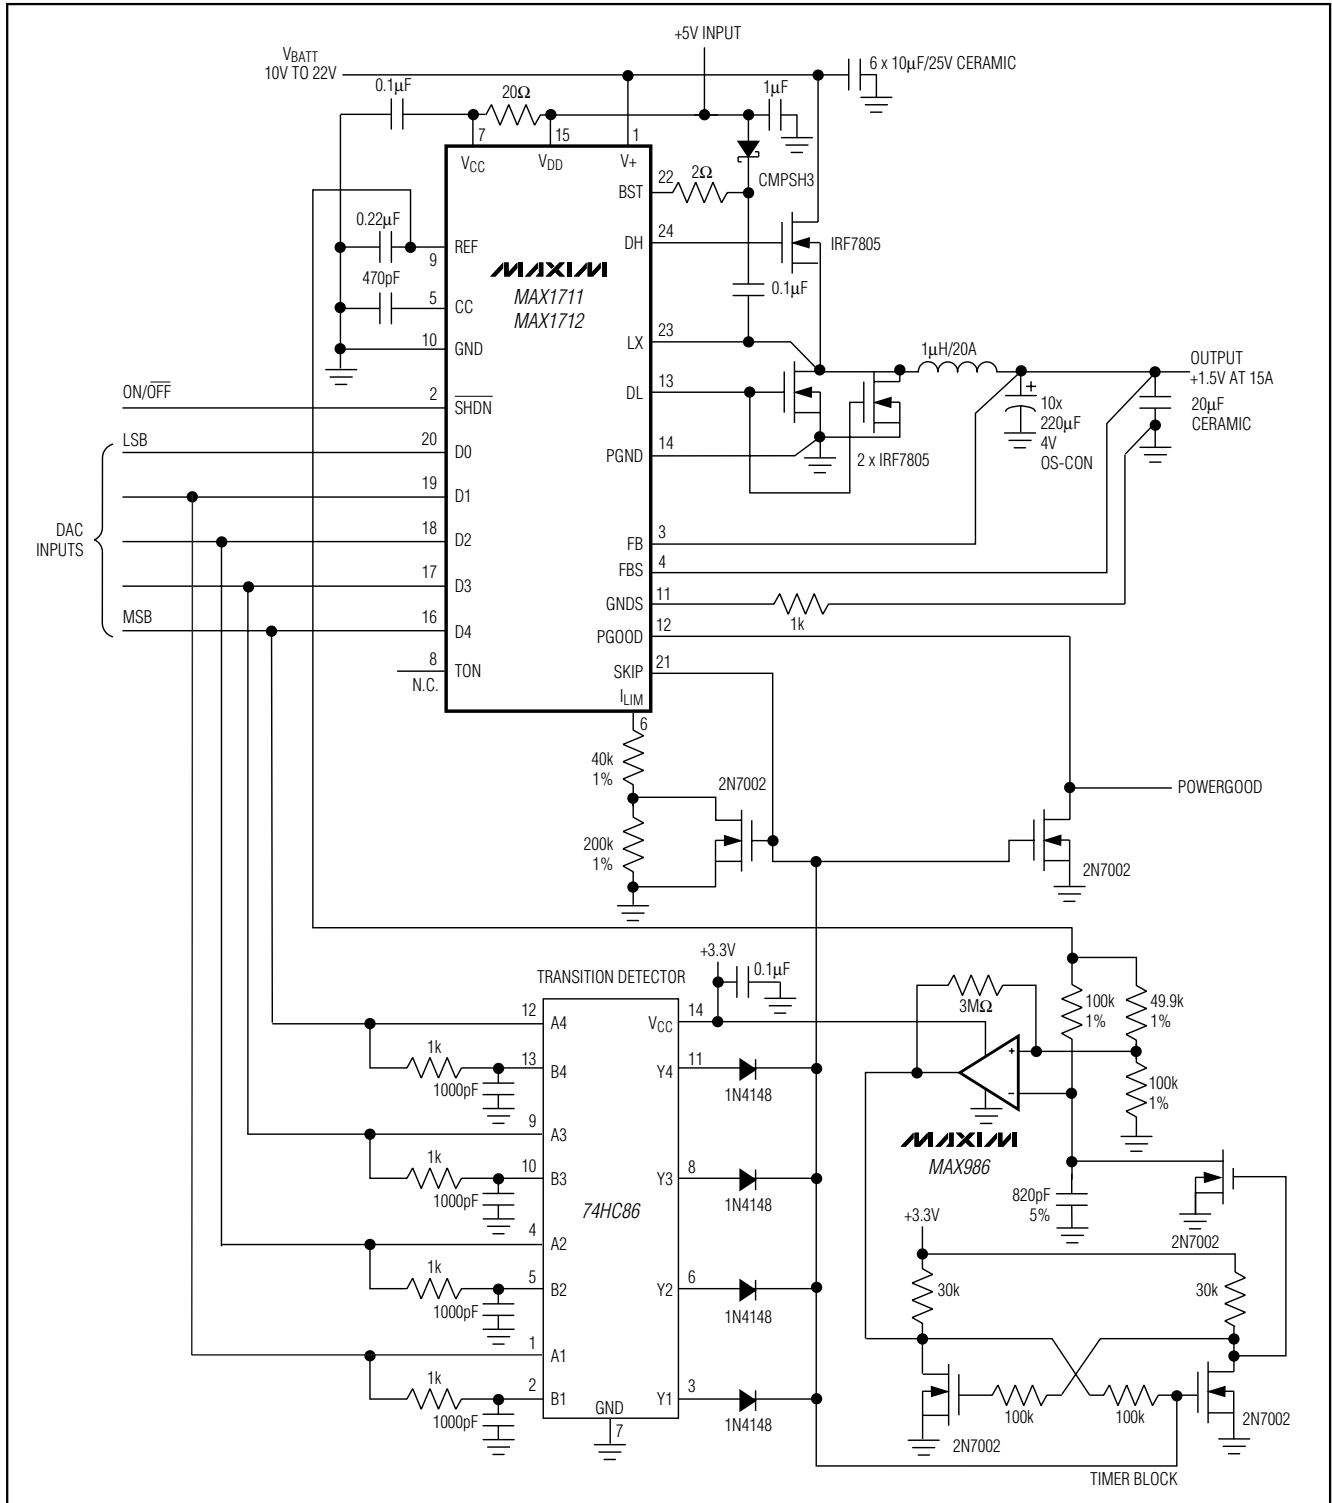 +5V INPUT
VBATT
10V TO 22V
6 x 10µF/25V CERAMIC
0.1µF
20Ω
1µF
7
15
1
VCC
VDD
V+
CMPSH3
22
2Ω
BST
0.22µF
REF
9
DH
24
IRF7805
MAXIM
MAX1711
MAX1712
470pF
5
CC
0.1µF
10
GND
LX
23
1µH/20A
OUTPUT
+1.5V AT 15A
ON/OFF
2
SHDN
DL
13
+
10x
220µF
4V
OS-CON
20µF
CERAMIC
LSB
20
D0
PGND
14
2 x IRF7805
19
D1
DAC
INPUTS
18
D2
FB
3
FBS
4
17
D3
GNDS
11
1k
MSB
16
D4
PGOOD
12
8
TON
N.C.
SKIP
21
ILIM
6
40k
1%
2N7002
POWERGOOD
200k
1%
2N7002
+3.3V
0.1µF
TRANSITION DETECTOR
12
A4
VCC
14
3MΩ
100k
1%
49.9k
1%
1k
13
B4
Y4
11
1000pF
1N4148
+
−
100k
1%
9
A3
MAXIM
MAX986
1k
10
B3
Y3
8
1000pF
1N4148
74HC86
820pF
5%
2N7002
4
A2
+3.3V
1k
5
B2
Y2
6
1000pF
1N4148
30k
30k
1
A1
1k
2
B1
Y1
3
1000pF
1N4148
GND
7
100k
100k
2N7002
2N7002
TIMER BLOCK